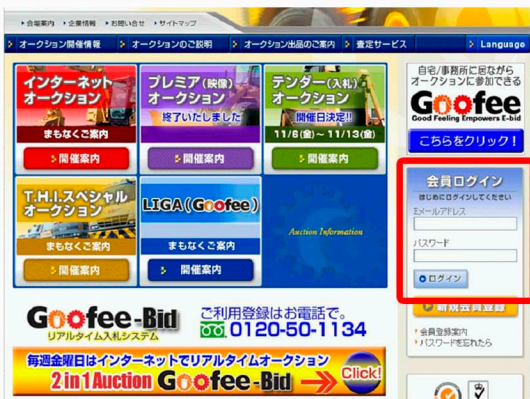 会場案内
企業情報
お問い合せ
サイトマップ
オークション開催情報
オークションのご説明
オークション出品のご案内
査定サービス
Language
インターネット
オークション
まもなくご案内
開催案内
プレミア(映像)
オークション
終了いたしました
開催案内
テンダー(入札)
オークション
開催日決定!!
11/6(金)~11/13(金)
開催案内
T.H.I.スペシャル
オークション
まもなくご案内
開催案内
LIGA(Goofee)
まもなくご案内
開催案内
Auction Information
Goofee-Bid
リアルタイム入札システム
ご利用登録はお電話で。
0120-50-1134
毎週金曜日はインターネットでリアルタイムオークション
2in1Auction Goofee-Bid
Click!
自宅/事務所に居ながら
オークションに参加できる
Goofee
Good Feeling Empowers E-bid
こちらをクリック!
会員ログイン
はじめにログインしてください
Eメールアドレス
パスワード
ログイン
新規会員登録
会員登録案内
パスワードを忘れたら